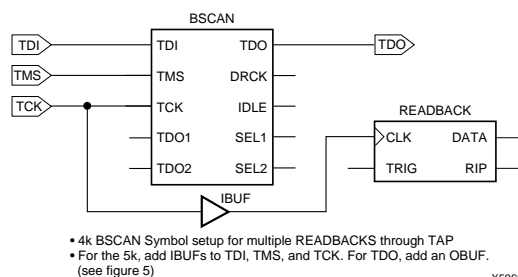 BSCAN
TDI
TDI
TDO
TDO
TMS
TMS
DRCK
TCK
TCK
IDLE
READBACK
TDO1
SEL1
CLK
DATA
TDO2
SEL2
TRIG
RIP
IBUF
• 4k BSCAN Symbol setup for multiple READBACKS through TAP
• For the 5k, add IBUFs to TDI, TMS, and TCK. For TDO, add an OBUF.
(see figure 5)